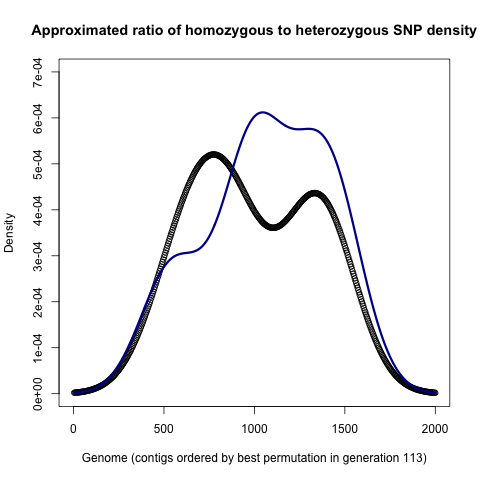 Approximated ratio of homozygous to heterozygous SNP density
7e-04
6e-04
5e-04
4e-04
3e-04
2e-04
1e-04
0e+00
Density
0 500 1000 1500 2000
Genome (contigs ordered by best permutation in generation 113)